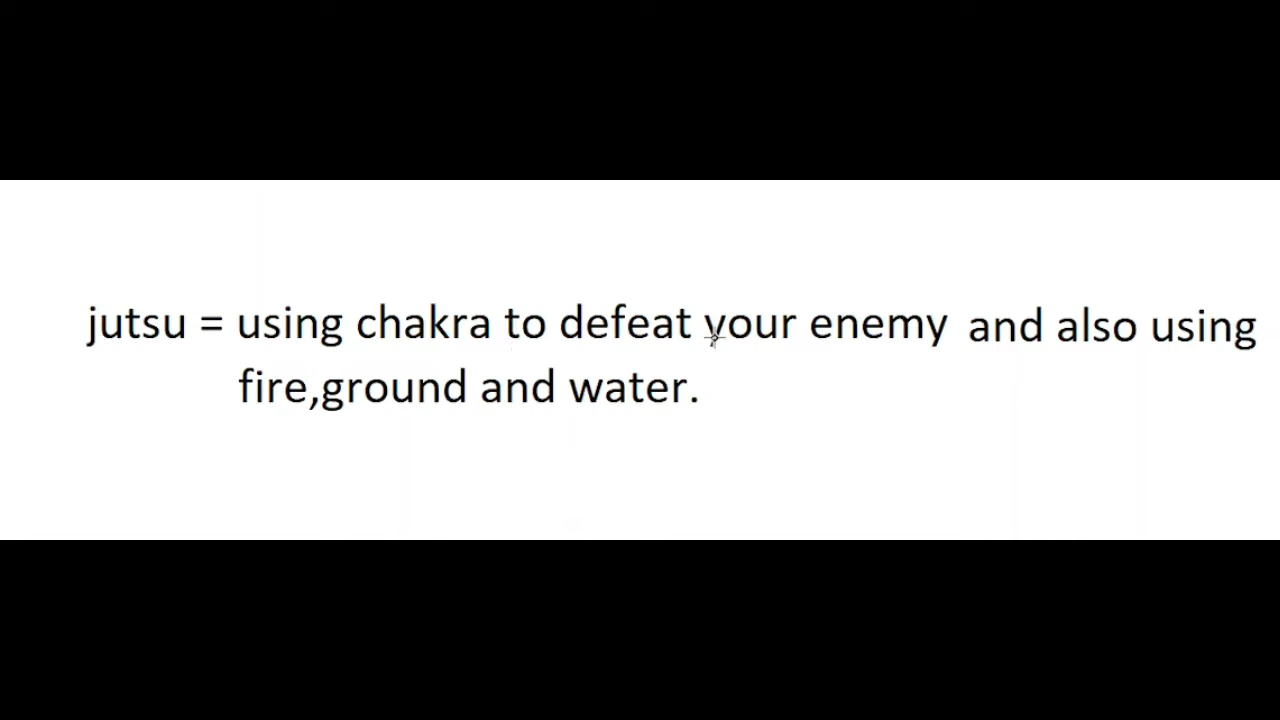 jutsu = using chakra to defeat your enemy and also using
fire,ground and water.